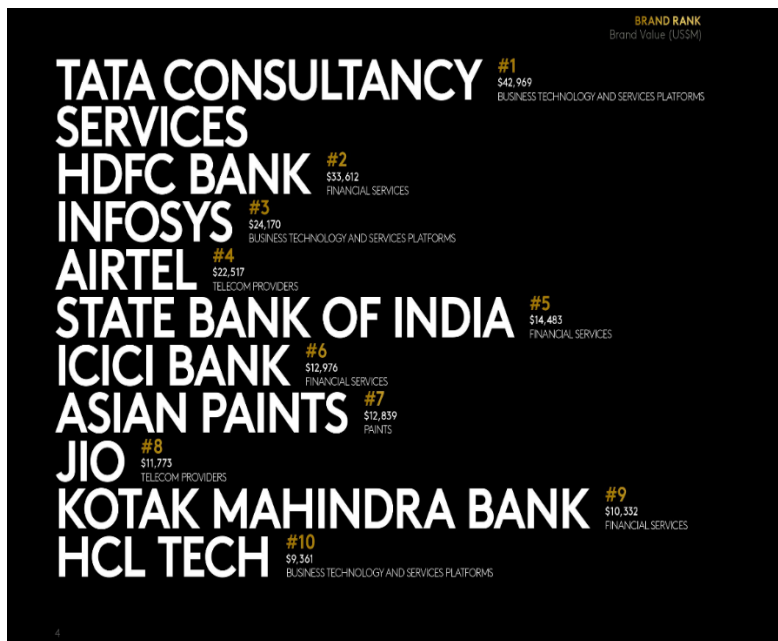 BRAND RANK
Brand Value (US$M)
TATA CONSULTANCY
SERVICES
#1
$42,969
BUSINESS TECHNOLOGY AND SERVICES PLATFORMS
HDFC BANK
#2
$33,612
FINANCIAL SERVICES
INFOSYS
#3
$24,170
BUSINESS TECHNOLOGY AND SERVICES PLATFORMS
AIRTEL
#4
$22,517
TELECOM PROVIDERS
STATE BANK OF INDIA
#5
$14,483
FINANCIAL SERVICES
ICICI BANK
#6
$12,976
FINANCIAL SERVICES
ASIAN PAINTS
#7
$12,839
PAINTS
JIO
#8
$11,773
TELECOM PROVIDERS
KOTAK MAHINDRA BANK
#9
$10,332
FINANCIAL SERVICES
HCL TECH
#10
$9,361
BUSINESS TECHNOLOGY AND SERVICES PLATFORMS
4